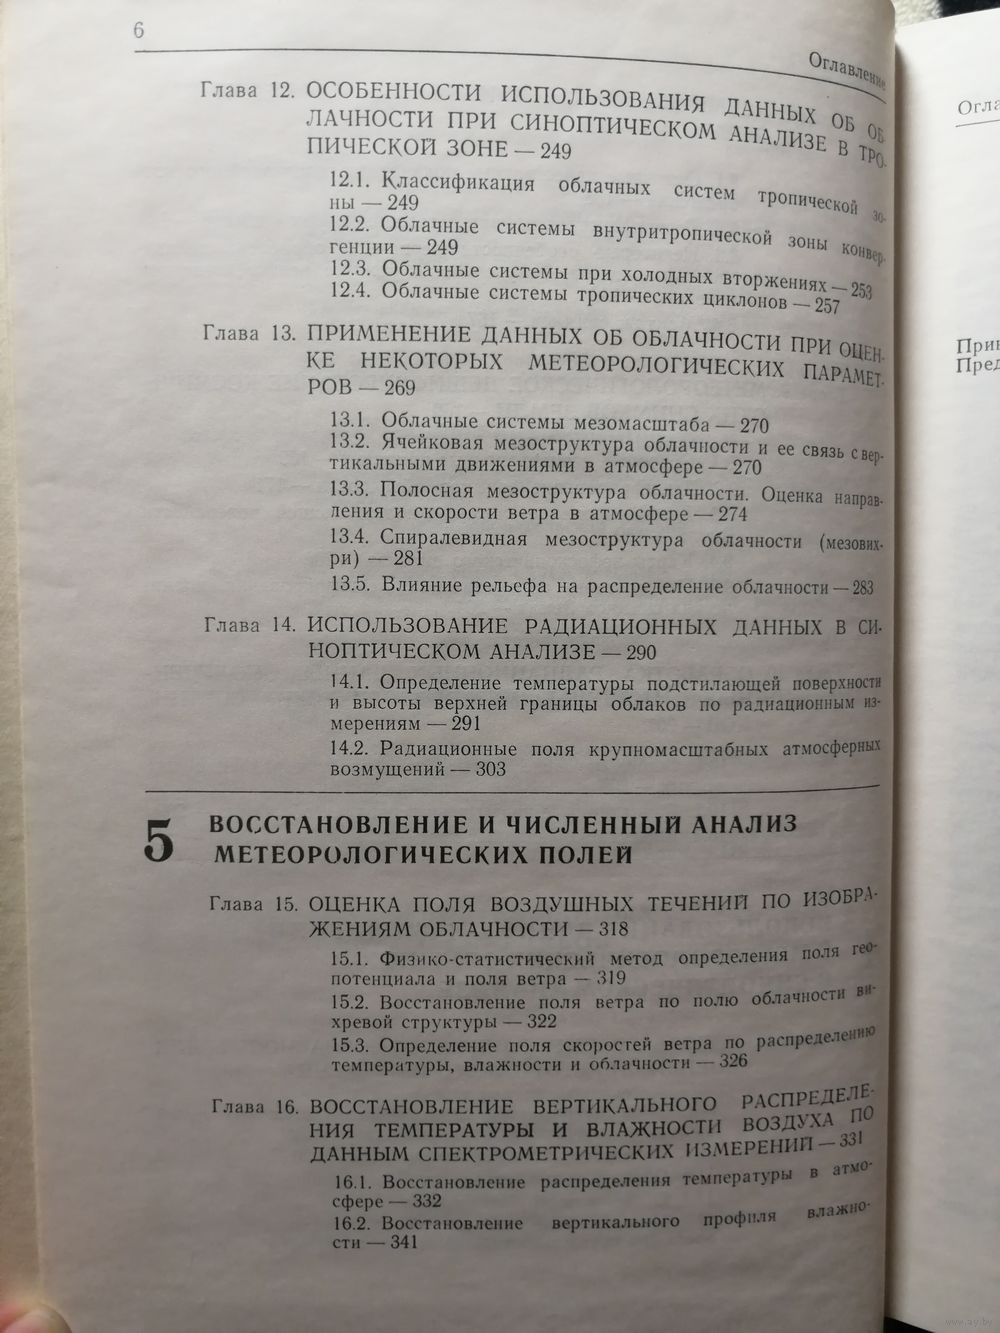 6
Оглавление
Глава 12. ОСОБЕННОСТИ ИСПОЛЬЗОВАНИЯ ДАННЫХ ОБ ОБ
ЛАЧНОСТИ ПРИ СИНОПТИЧЕСКОМ АНАЛИЗЕ В ТРО-
ПИЧЕСКОЙ ЗОНЕ — 249
12.1. Классификация облачных систем тропической зо-
ны — 249
12.2. Облачные системы внутритропической зоны конвер-
генции — 249
12.3. Облачные системы при холодных вторжениях — 253
12.4. Облачные системы тропических циклонов — 257
Глава 13. ПРИМЕНЕНИЕ ДАННЫХ ОБ ОБЛАЧНОСТИ ПРИ ОЦЕН-
КЕ НЕКОТОРЫХ МЕТЕОРОЛОГИЧЕСКИХ ПАРАМЕТ-
РОВ — 269
13.1. Облачные системы мезомасштаба — 270
13.2. Ячейковая мезоструктура облачности и ее связь с вер-
тикальными движениями в атмосфере — 270
13.3. Полосная мезоструктура облачности. Оценка направ-
ления и скорости ветра в атмосфере — 274
13.4. Спиралевидная мезоструктура облачности (мезових-
ри) — 281
13.5. Влияние рельефа на распределение облачности — 283
Глава 14. ИСПОЛЬЗОВАНИЕ РАДИАЦИОННЫХ ДАННЫХ В СИ-
НОПТИЧЕСКОМ АНАЛИЗЕ — 290
14.1. Определение температуры подстилающей поверхности
и высоты верхней границы облаков по радиационным из-
мерениям — 291
14.2. Радиационные поля крупномасштабных атмосферных
возмущений — 303
5 ВОССТАНОВЛЕНИЕ И ЧИСЛЕННЫЙ АНАЛИЗ
МЕТЕОРОЛОГИЧЕСКИХ ПОЛЕЙ
Глава 15. ОЦЕНКА ПОЛЯ ВОЗДУШНЫХ ТЕЧЕНИЙ ПО ИЗОБРА-
ЖЕНИЯМ ОБЛАЧНОСТИ — 318
15.1. Физико-статистический метод определения поля гео-
потенциала и поля ветра — 319
15.2. Восстановление поля ветра по полю облачности ви-
хревой структуры — 322
15.3. Определение поля скоростей ветра по распределению
температуры, влажности и облачности — 326
Глава 16. ВОССТАНОВЛЕНИЕ ВЕРТИКАЛЬНОГО РАСПРЕДЕЛЕ-
НИЯ ТЕМПЕРАТУРЫ И ВЛАЖНОСТИ ВОЗДУХА ПО
ДАННЫМ СПЕКТРОМЕТРИЧЕСКИХ ИЗМЕРЕНИЙ — 331
16.1. Восстановление распределения температуры в атмо-
сфере — 332
16.2. Восстановление вертикального профиля влажно-
сти — 341
Огла
При
Пред
www.ay.by